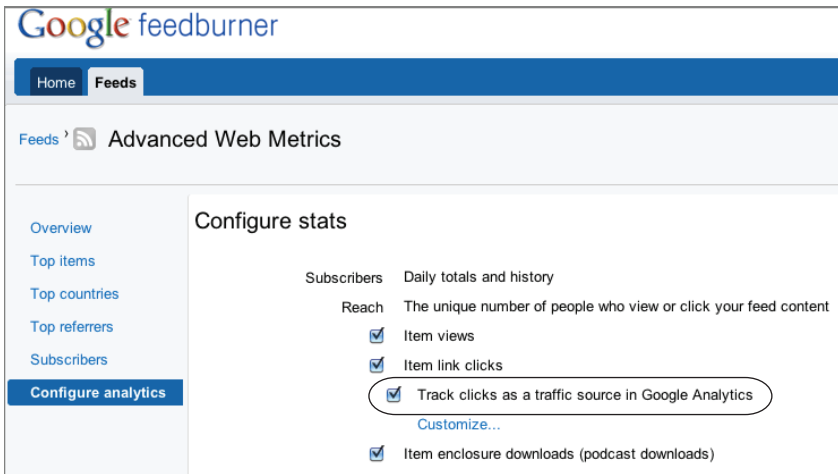 Google feedburner
Home Feeds
Feeds › Advanced Web Metrics
Overview
Top items
Top countries
Top referrers
Subscribers
Configure analytics
Configure stats
Subscribers Daily totals and history
Reach The unique number of people who view or click your feed content
Item views
Item link clicks
Track clicks as a traffic source in Google Analytics
Customize...
Item enclosure downloads (podcast downloads)